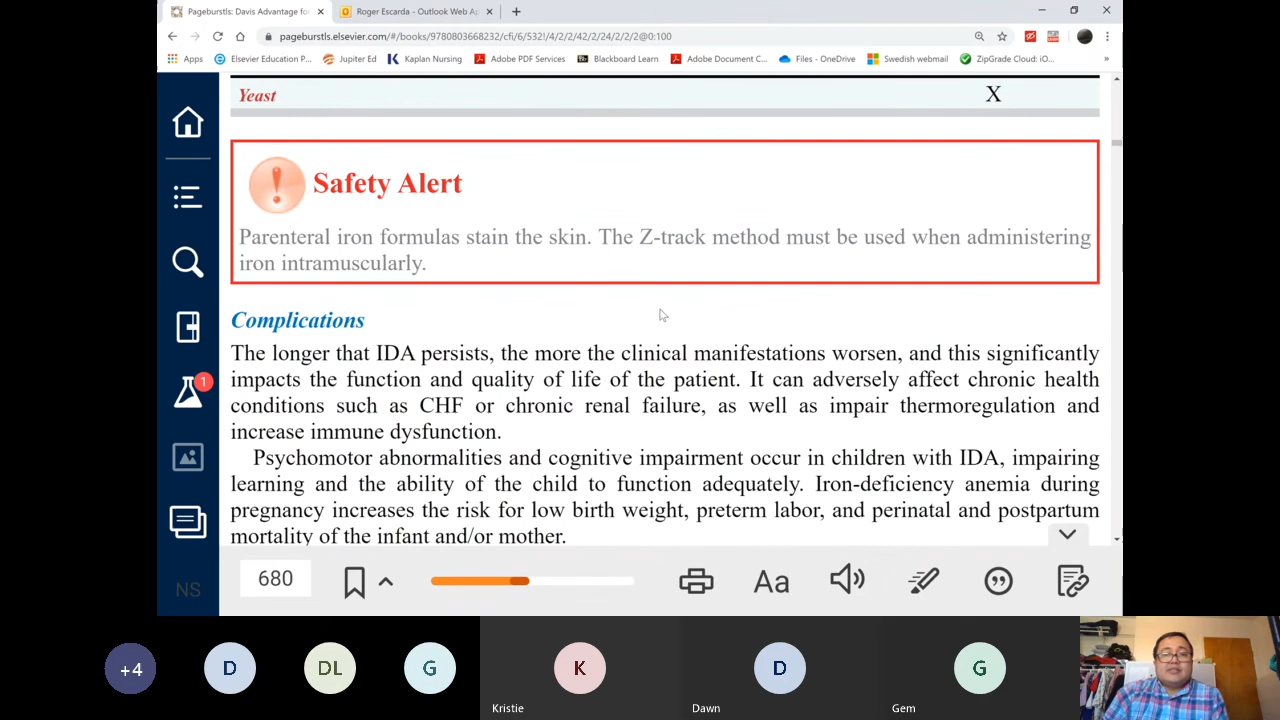 Pageburstls: Davis Advantage for
Roger Escarda - Outlook Web Ap
pageburstls.elsevier.com/#/books/9780803668232/cfi/6/532!/4/2/2/42/2/24/2/2/2@0:100
Apps
Elsevier Education P...
Jupiter Ed
Kaplan Nursing
Adobe PDF Services
Blackboard Learn
Adobe Document C...
Files - OneDrive
Swedish webmail
ZipGrade Cloud: iO...
»
Yeast X
Safety Alert
Parenteral iron formulas stain the skin. The Z-track method must be used when administering
iron intramuscularly.
Complications
The longer that IDA persists, the more the clinical manifestations worsen, and this significantly
impacts the function and quality of life of the patient. It can adversely affect chronic health
conditions such as CHF or chronic renal failure, as well as impair thermoregulation and
increase immune dysfunction.
Psychomotor abnormalities and cognitive impairment occur in children with IDA, impairing
learning and the ability of the child to function adequately. Iron-deficiency anemia during
pregnancy increases the risk for low birth weight, preterm labor, and perinatal and postpartum
mortality of the infant and/or mother.
1
NS
680
Aa
+4
D
DL
G
K
D
G
Kristie
Dawn
Gem